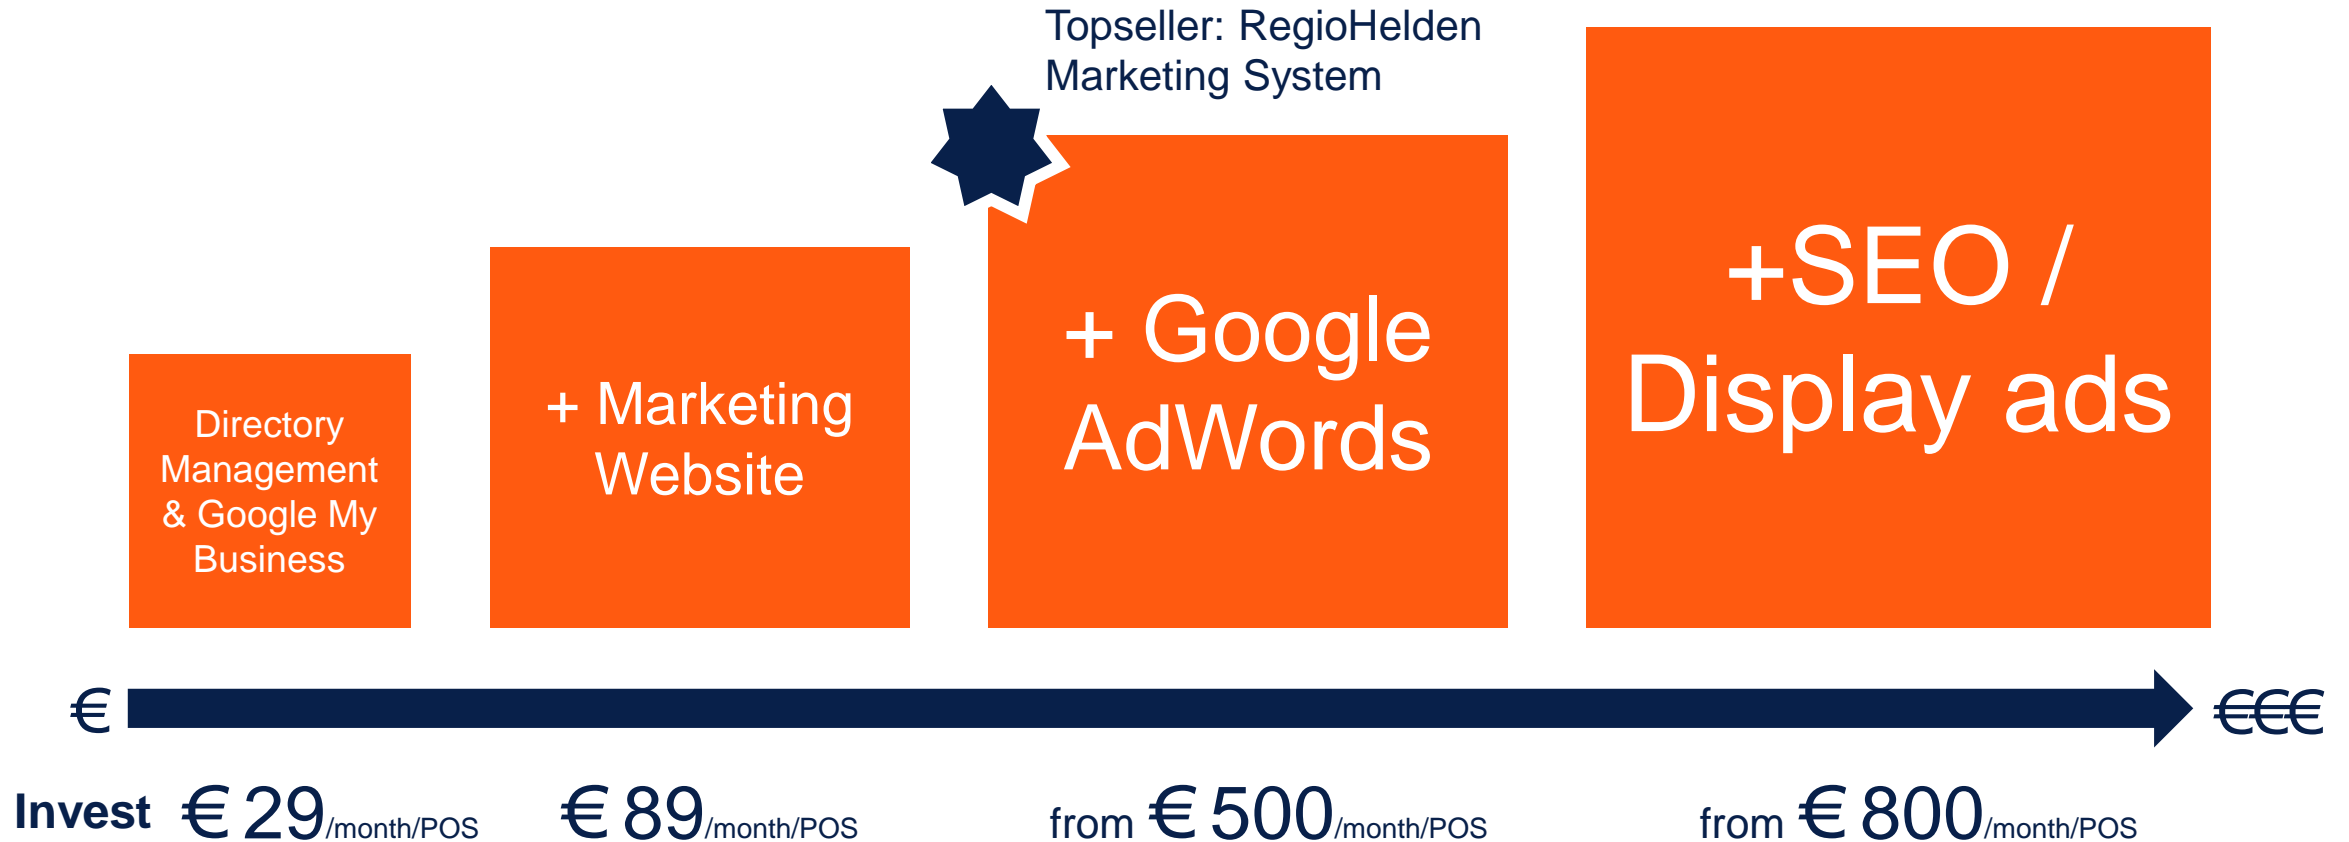 Topseller: RegioHelden
Marketing System
Directory
Management
& Google My
Business
+ Marketing
Website
+ Google
AdWords
+SEO /
Display ads
€
€€€
Invest
€ 29/month/POS
€ 89/month/POS
from € 500/month/POS
from € 800/month/POS